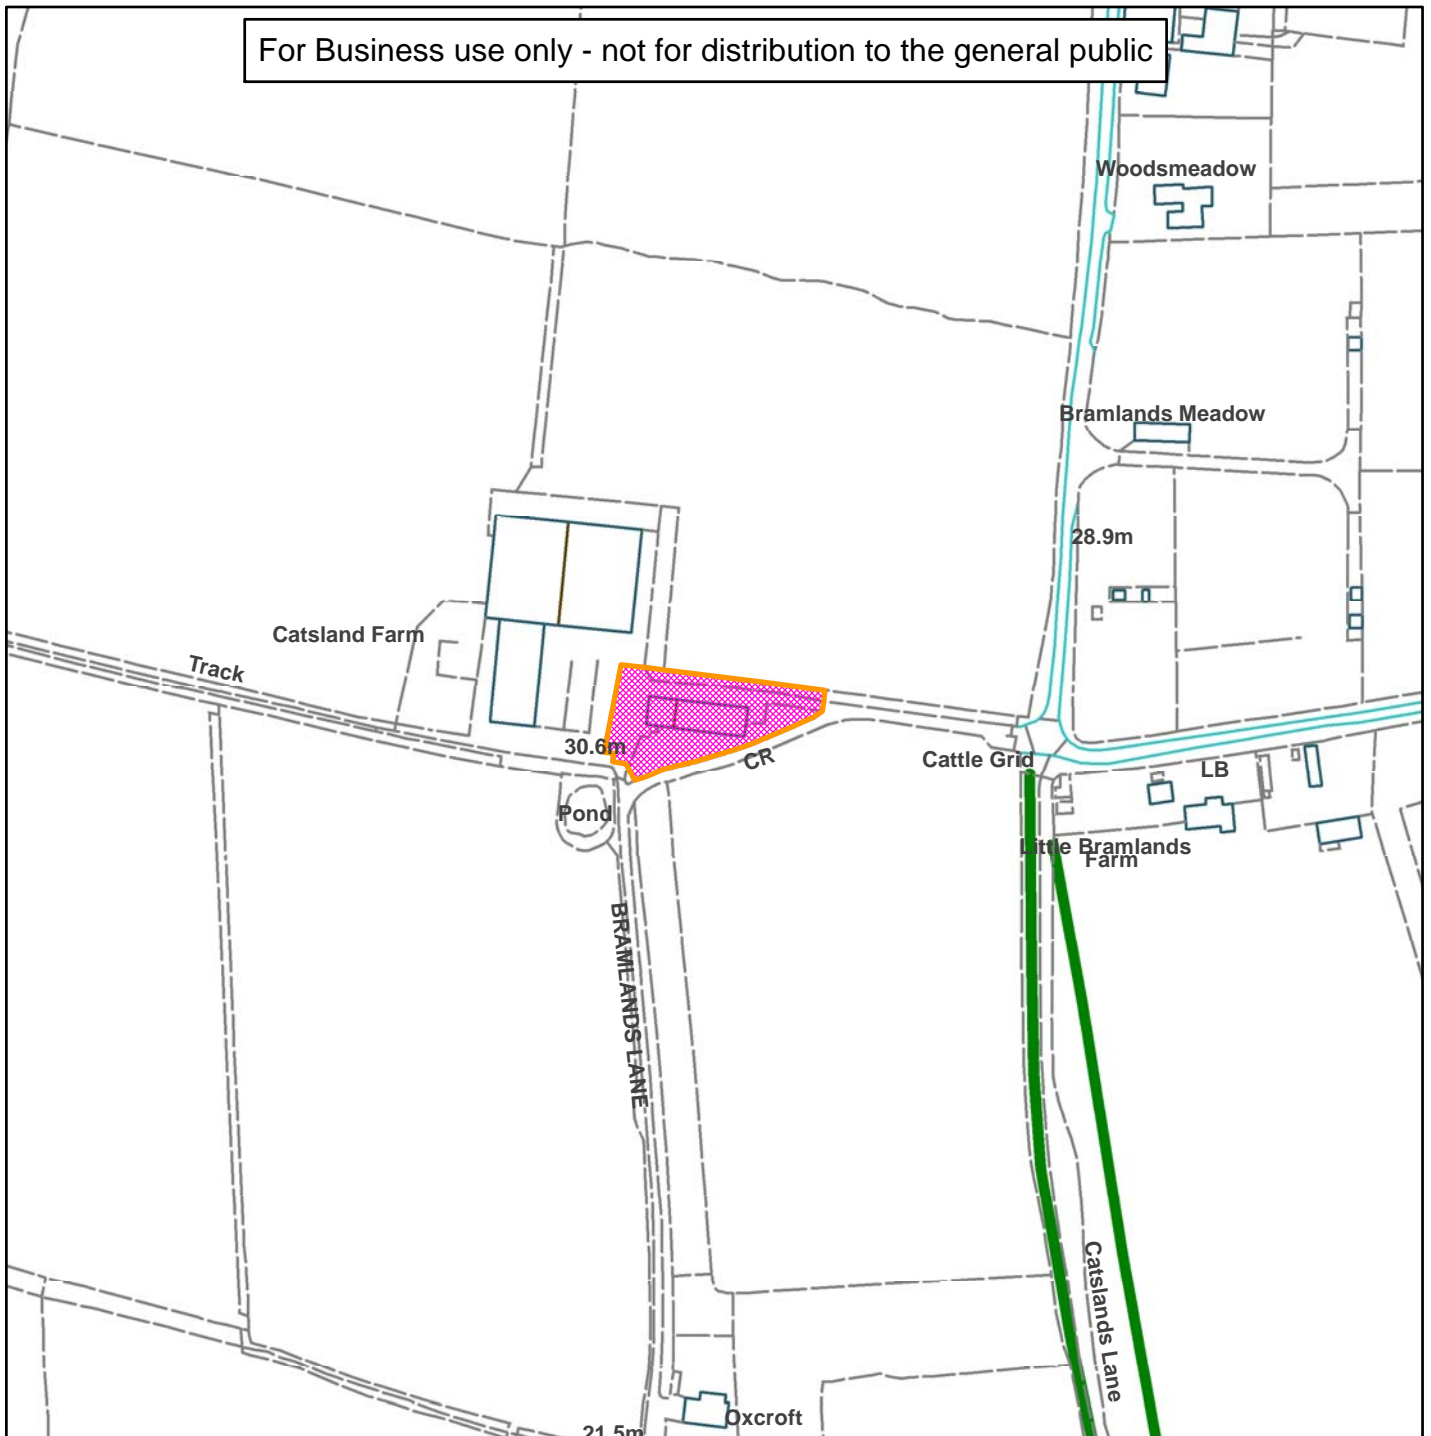 For Business use only - not for distribution to the general public
Woodsmeadow
Bramlands Meadow
28.9m
Catsland Farm
Track
30.6m
CR
Cattle Grid
LB
Pond
Little Bramlands
Farm
BRAMLANDS LANE
Catslands Lane
Oxcroft
21.5m